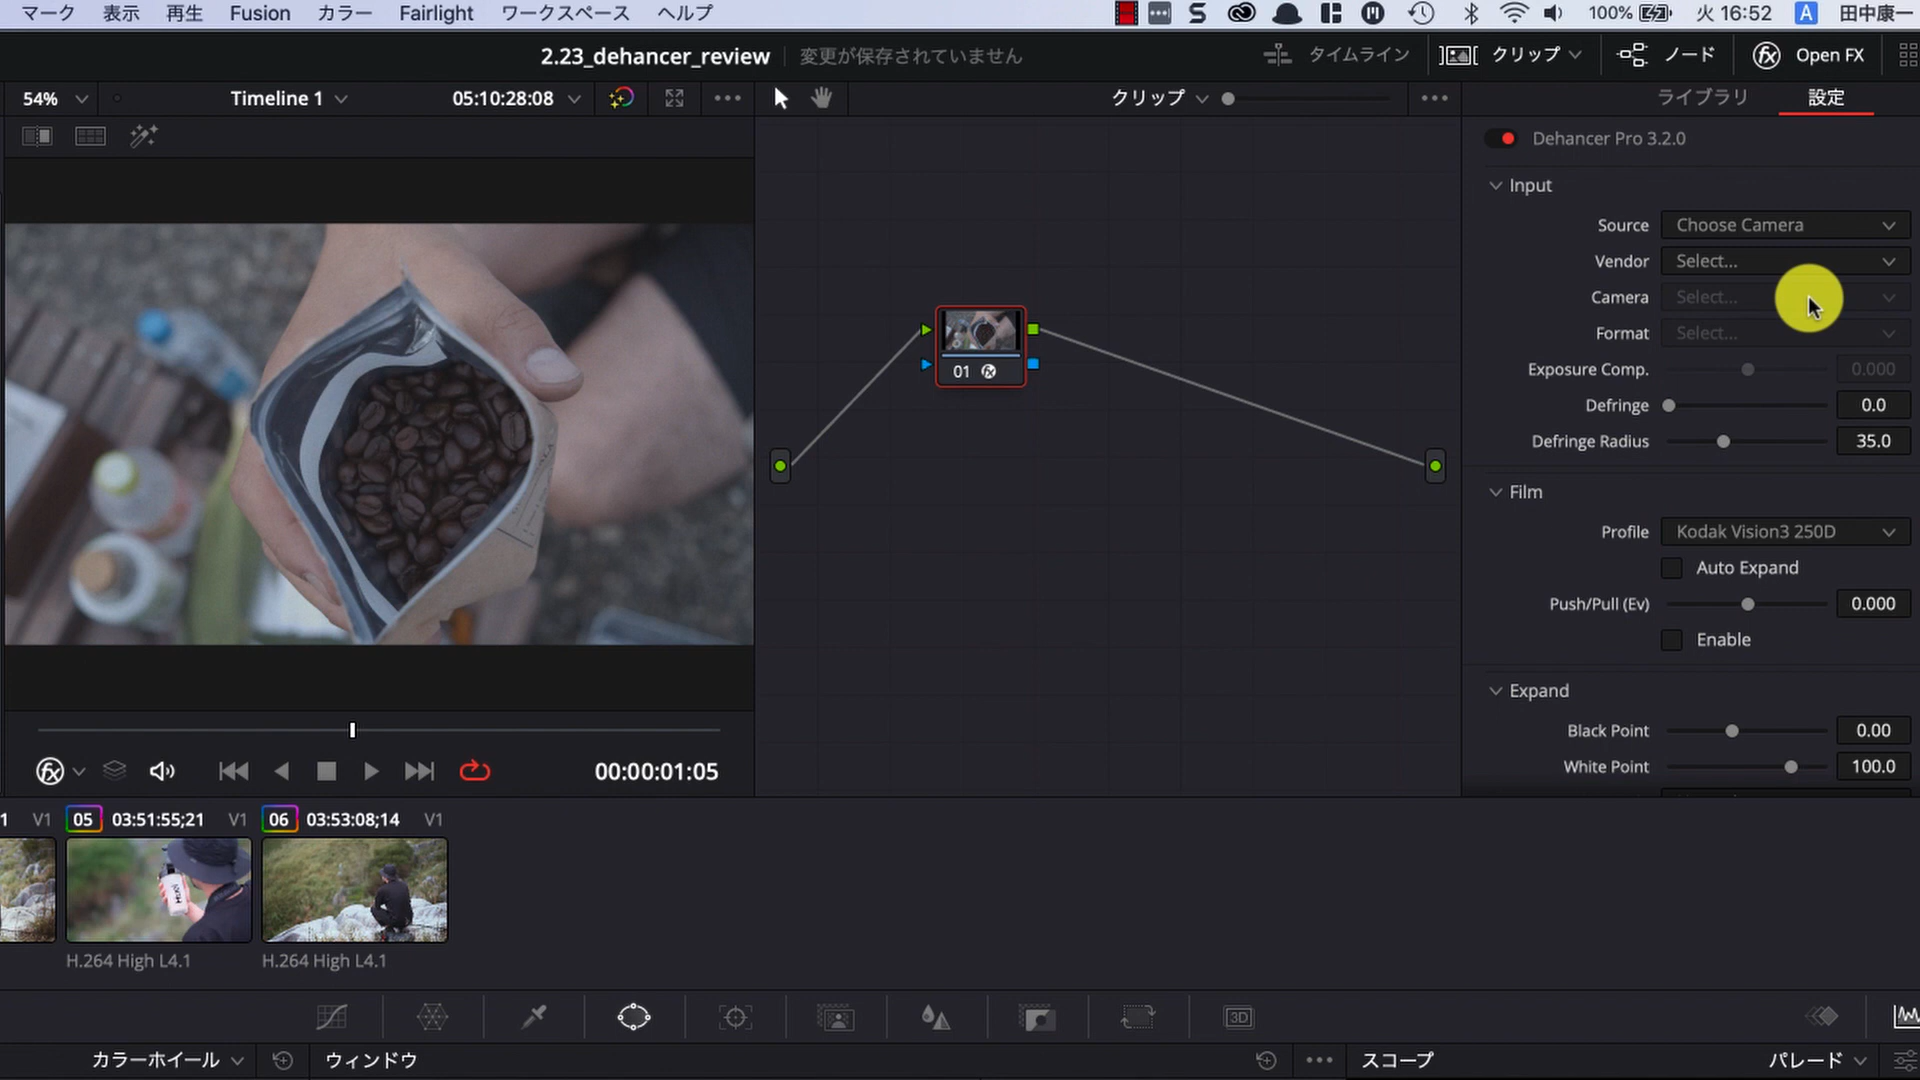 マーク 表示 再生 Fusion カラー Fairlight ワークスペース ヘルプ 100% 火 16:52 A 田中康一
2.23_dehancer_review 変更が保存されていません タイムライン クリップ ノード Open FX
54% Timeline 1 05:10:28:08 クリップ ライブラリ 設定
Dehancer Pro 3.2.0
Input
Source Choose Camera
Vendor Select...
Camera Select...
Format Select...
Exposure Comp. 0.000
Defringe 0.0
Defringe Radius 35.0
Film
Profile Kodak Vision3 250D
Auto Expand
Push/Pull (Ev) 0.000
Enable
Expand
Black Point 0.00
White Point 100.0
01
00:00:01:05
1 V1 05 03:51:55;21 V1 06 03:53:08;14 V1
H.264 High L4.1 H.264 High L4.1
3D
カラーホイール ウィンドウ スコープ パレード